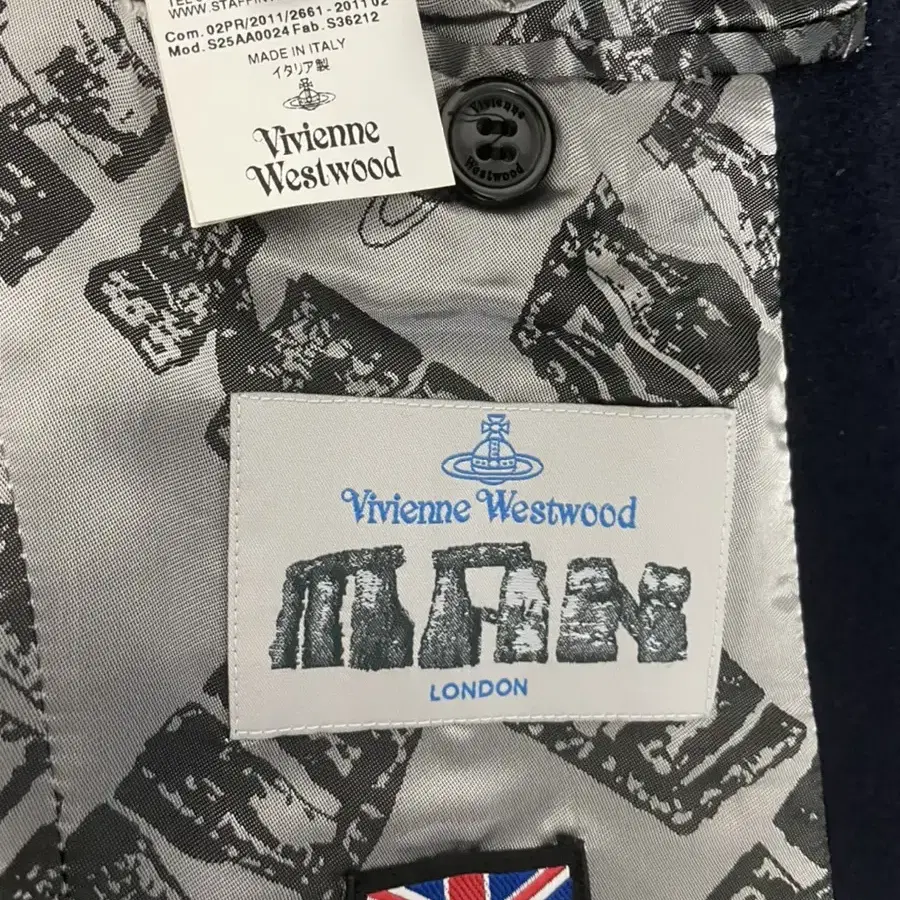 WWW.STAFFIN
Com. 02PR/2011/2661 - 2011 02
Mod. S25AA0024 Fab. S36212
MADE IN ITALY
イタリア製
Vivienne
Westwood
Vivienne
Westwood
Vivienne Westwood
MAN
LONDON